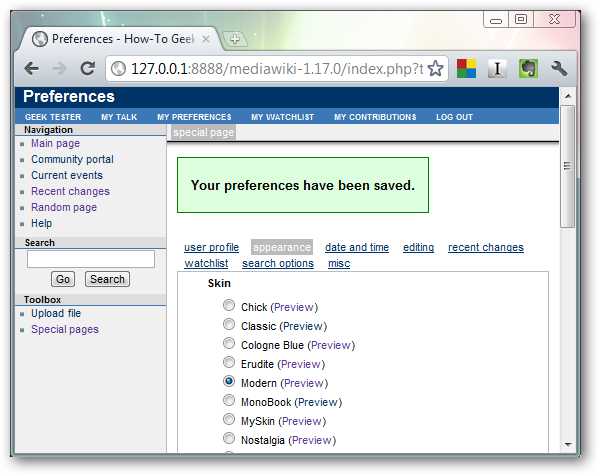 Preferences - How-To Geek
127.0.0.1:8888/mediawiki-1.17.0/index.php?t
Preferences
GEEK TESTER MY TALK MY PREFERENCES MY WATCHLIST MY CONTRIBUTIONS LOG OUT
Navigation
Main page
Community portal
Current events
Recent changes
Random page
Help
Search
Go Search
Toolbox
Upload file
Special pages
special page
Your preferences have been saved.
user profile appearance date and time editing recent changes
watchlist search options misc
Skin
Chick (Preview)
Classic (Preview)
Cologne Blue (Preview)
Erudite (Preview)
Modern (Preview)
MonoBook (Preview)
MySkin (Preview)
Nostalgia (Preview)